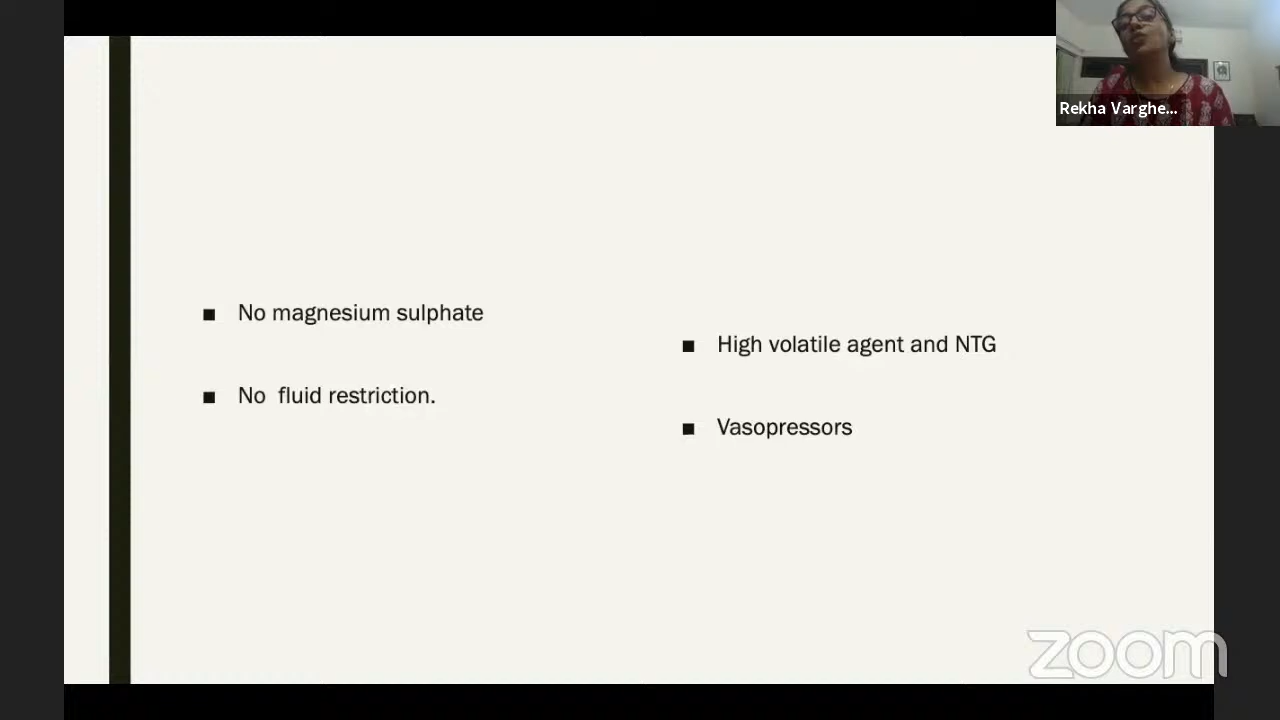 Rekha Varghe...
■ No magnesium sulphate
■ No fluid restriction.
■ High volatile agent and NTG
■ Vasopressors
zoom